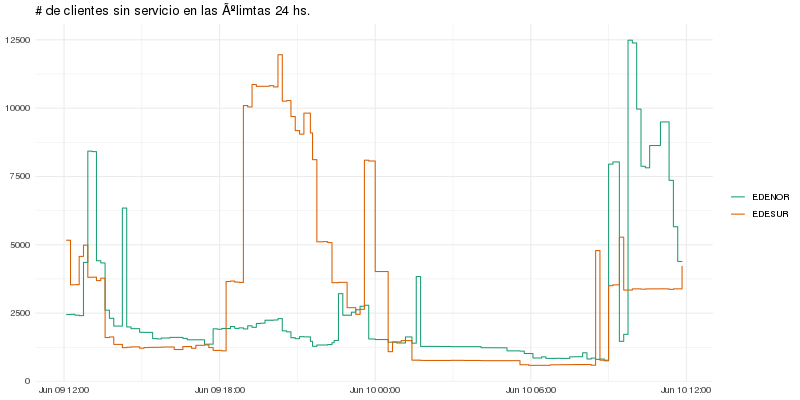 # de clientes sin servicio en las Ãºlimtas 24 hs.
12500
10000
7500
5000
2500
0
Jun 09 12:00
Jun 09 18:00
Jun 10 00:00
Jun 10 06:00
Jun 10 12:00
EDENOR
EDESUR